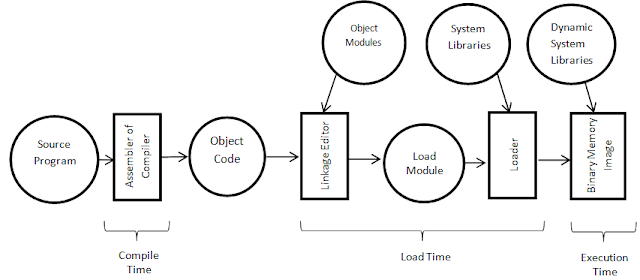 Object
Modules
System
Libraries
Dynamic
System
Libraries
Source
Program
Assembler of
Compiler
Object
Code
Linkage Editor
Load
Module
Loader
Binary Memory
Image
Compile
Time
Load Time
Execution
Time